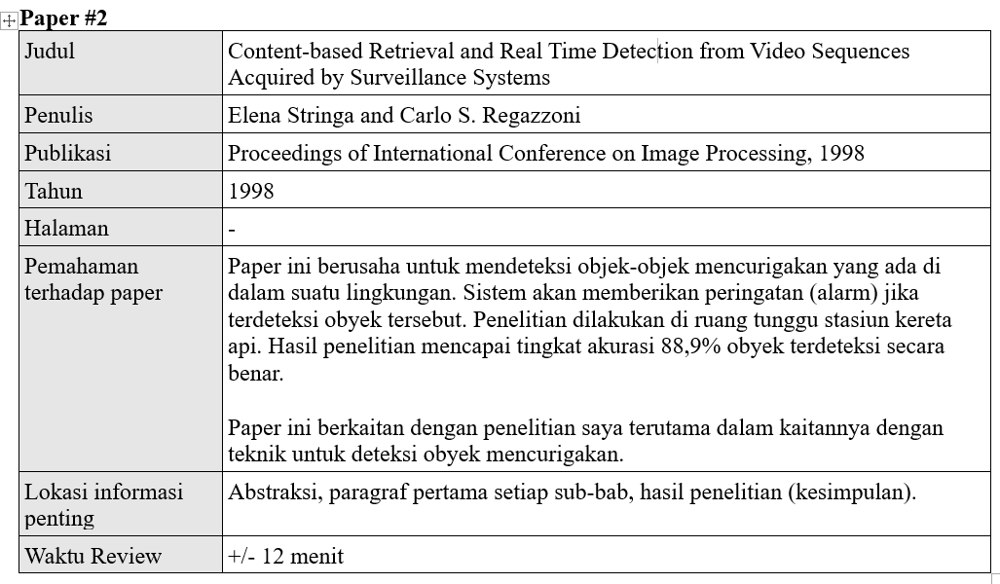 Paper #2
Judul
Content-based Retrieval and Real Time Detection from Video Sequences
Acquired by Surveillance Systems
Penulis
Elena Stringa and Carlo S. Regazzoni
Publikasi
Proceedings of International Conference on Image Processing, 1998
Tahun
1998
Halaman
-
Pemahaman
terhadap paper
Paper ini berusaha untuk mendeteksi objek-objek mencurigakan yang ada di
dalam suatu lingkungan. Sistem akan memberikan peringatan (alarm) jika
terdeteksi obyek tersebut. Penelitian dilakukan di ruang tunggu stasiun kereta
api. Hasil penelitian mencapai tingkat akurasi 88,9% obyek terdeteksi secara
benar.
Paper ini berkaitan dengan penelitian saya terutama dalam kaitannya dengan
teknik untuk deteksi obyek mencurigakan.
Lokasi informasi
penting
Abstraksi, paragraf pertama setiap sub-bab, hasil penelitian (kesimpulan).
Waktu Review
+/- 12 menit